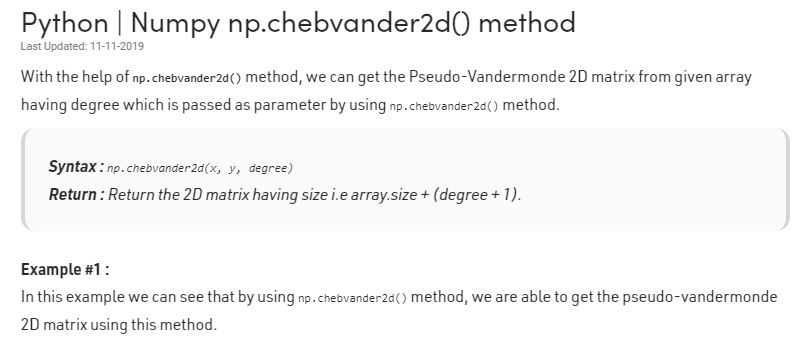 Python | Numpy np.chebvander2d() method
Last Updated: 11-11-2019
With the help of np.chebvander2d() method, we can get the Pseudo-Vandermonde 2D matrix from given array
having degree which is passed as parameter by using np.chebvander2d() method.
Syntax : np.chebvander2d(x, y, degree)
Return : Return the 2D matrix having size i.e array.size + (degree + 1).
Example #1 :
In this example we can see that by using np.chebvander2d() method, we are able to get the pseudo-vandermonde
2D matrix using this method.